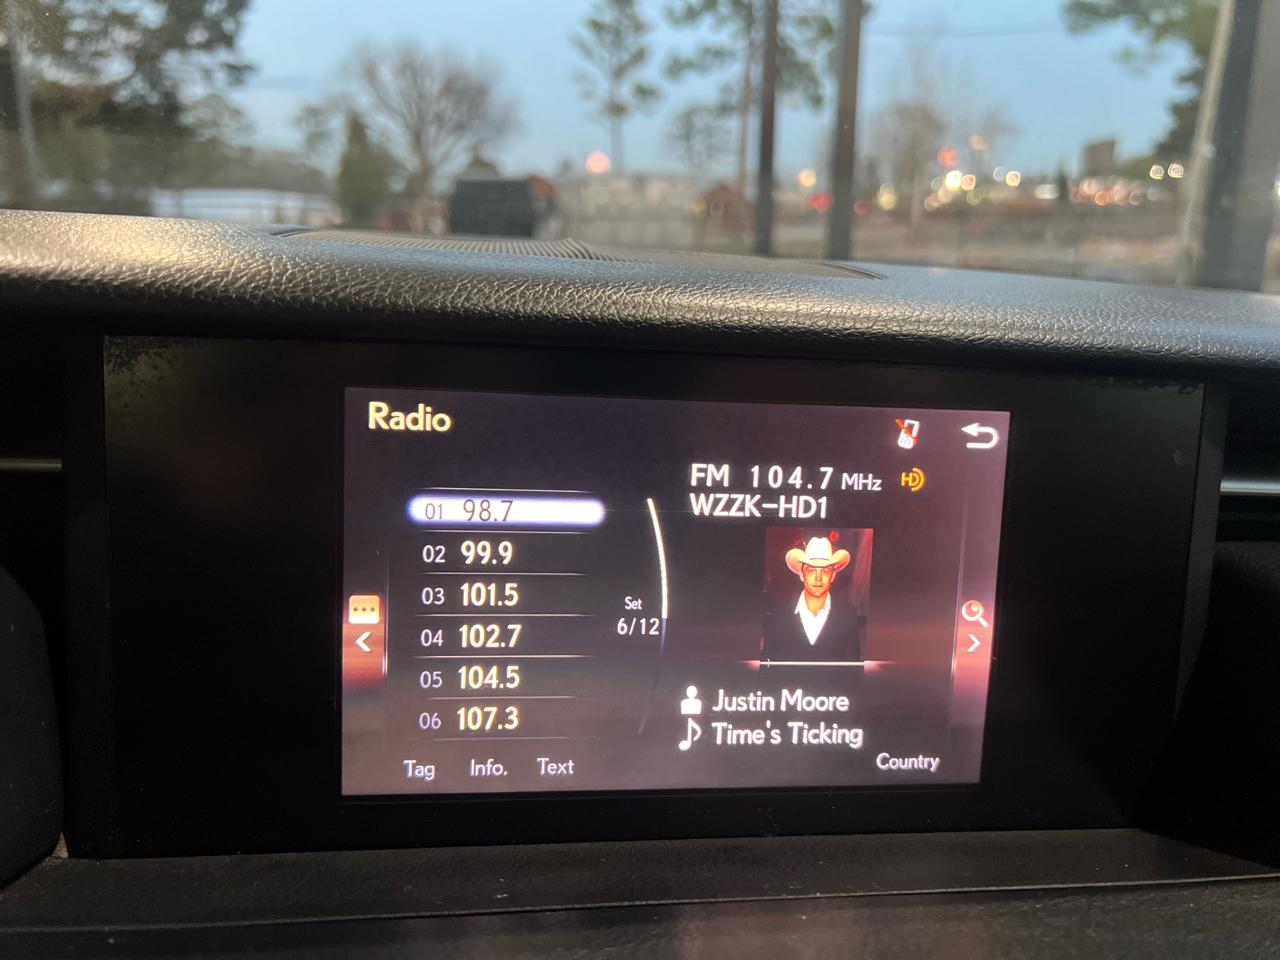 Radio
FM 104.7 MHz HD
WZZK-HD1
01 98.7
02 99.9
03 101.5
04 102.7
05 104.5
06 107.3
Set
6/12
Justin Moore
Time's Ticking
Tag Info. Text
Country